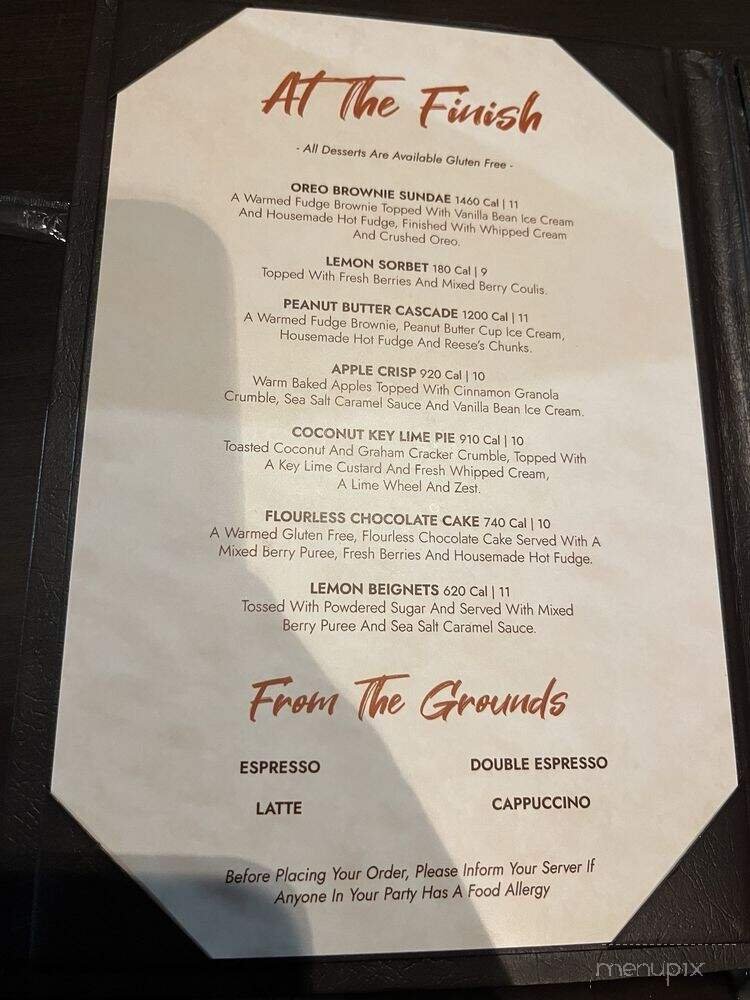 At The Finish
- All Desserts Are Available Gluten Free -
OREO BROWNIE SUNDAE 1460 Cal | 11
A Warmed Fudge Brownie Topped With Vanilla Bean Ice Cream
And Housemade Hot Fudge, Finished With Whipped Cream
And Crushed Oreo.
LEMON SORBET 180 Cal | 9
Topped With Fresh Berries And Mixed Berry Coulis.
PEANUT BUTTER CASCADE 1200 Cal | 11
A Warmed Fudge Brownie, Peanut Butter Cup Ice Cream,
Housemade Hot Fudge And Reese's Chunks.
APPLE CRISP 920 Cal | 10
Warm Baked Apples Topped With Cinnamon Granola
Crumble, Sea Salt Caramel Sauce And Vanilla Bean Ice Cream.
COCONUT KEY LIME PIE 910 Cal | 10
Toasted Coconut And Graham Cracker Crumble, Topped With
A Key Lime Custard And Fresh Whipped Cream,
A Lime Wheel And Zest.
FLOURLESS CHOCOLATE CAKE 740 Cal | 10
A Warmed Gluten Free, Flourless Chocolate Cake Served With A
Mixed Berry Puree, Fresh Berries And Housemade Hot Fudge.
LEMON BEIGNETS 620 Cal | 11
Tossed With Powdered Sugar And Served With Mixed
Berry Puree And Sea Salt Caramel Sauce.
From The Grounds
ESPRESSO DOUBLE ESPRESSO
LATTE CAPPUCCINO
Before Placing Your Order, Please Inform Your Server If
Anyone In Your Party Has A Food Allergy
menupix